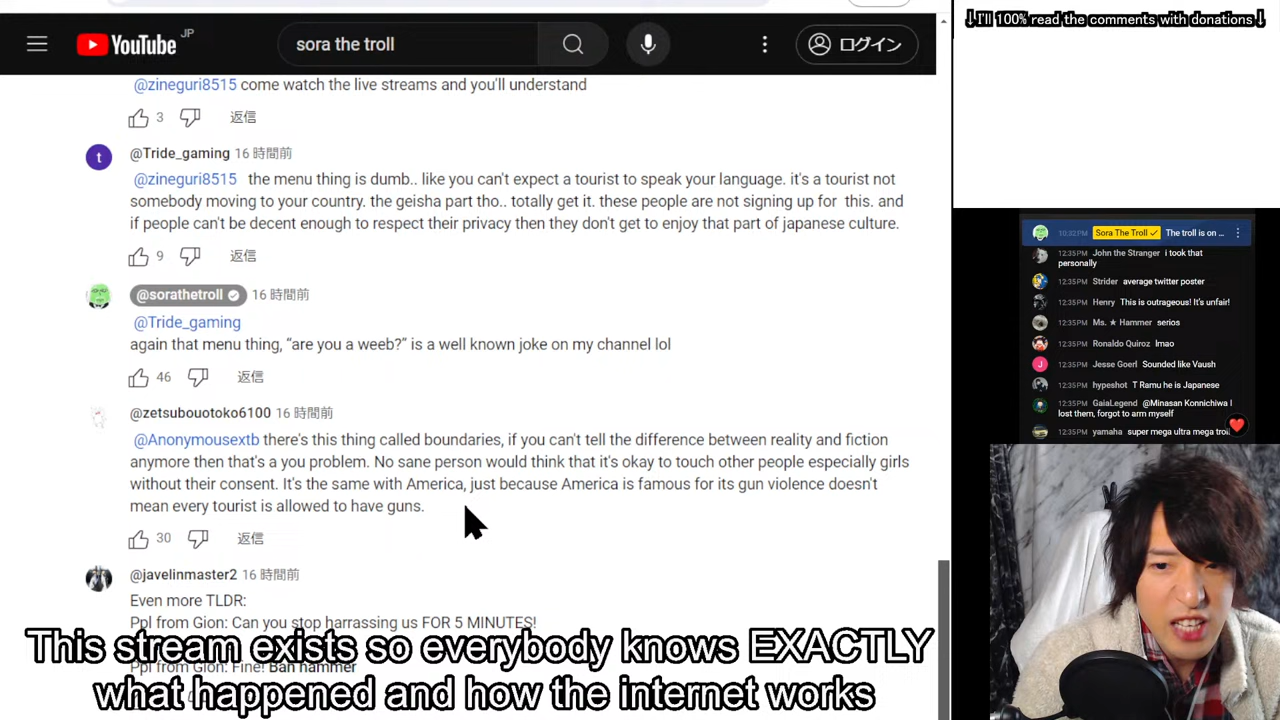 ↓I'll 100% read the comments with donations↓
YouTube JP
sora the troll
ログイン
@zineguri8515 come watch the live streams and you'll understand
3 返信
t
@Tride_gaming 16 時間前
@zineguri8515 the menu thing is dumb.. like you can't expect a tourist to speak your language. it's a tourist not
somebody moving to your country. the geisha part tho.. totally get it. these people are not signing up for this. and
if people can't be decent enough to respect their privacy then they don't get to enjoy that part of japanese culture.
9 返信
@sorathetroll 16 時間前
@Tride_gaming
again that menu thing, “are you a weeb?” is a well known joke on my channel lol
46 返信
@zetsubouotoko6100 16 時間前
@Anonymousextb there's this thing called boundaries, if you can't tell the difference between reality and fiction
anymore then that's a you problem. No sane person would think that it's okay to touch other people especially girls
without their consent. It's the same with America, just because America is famous for its gun violence doesn't
mean every tourist is allowed to have guns.
30 返信
@javelinmaster2 16 時間前
Even more TLDR:
Ppl from Gion: Can you stop harrassing us FOR 5 MINUTES!
Ppl from Gion: Fine! Ban hammer
This stream exists so everybody knows EXACTLY
what happened and how the internet works
10:32PM Sora The Troll The troll is on ...
12:35PM John the Stranger i took that
personally
12:35PM Strider average twitter poster
12:35PM Henry This is outrageous! It's unfair!
12:35PM Ms. ★ Hammer serios
12:35PM Ronaldo Quiroz lmao
J 12:35PM Jesse Goerl Sounded like Vaush
12:35PM hypeshot T Ramu he is Japanese
12:35PM GaiaLegend @Minasan Konnichiwa I
lost them, forgot to arm myself
12:35PM yamaha super mega ultra mega trol